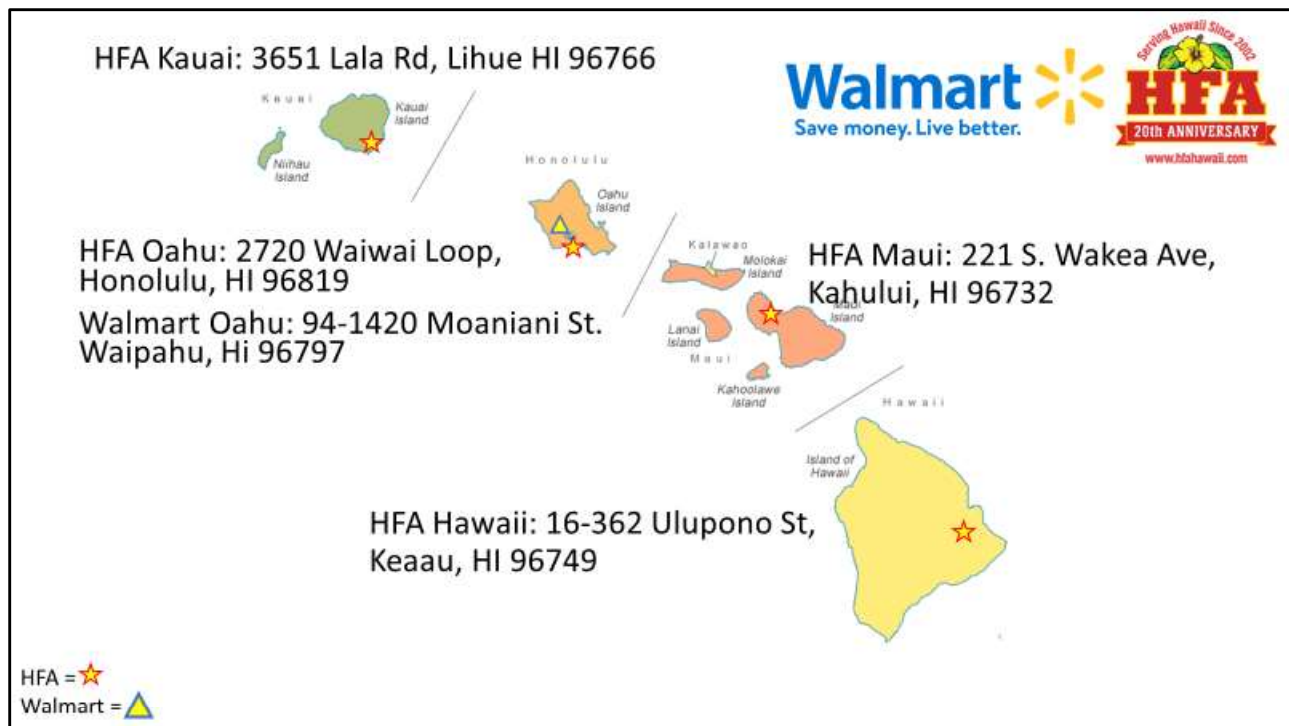 HFA Kauai: 3651 Lala Rd, Lihue HI 96766
Walmart
Save money. Live better.
Serving Hawaii Since 2002
HFA
20th ANNIVERSARY
www.hfahawaii.com
Kauai
Kauai
Island
Niihau
Island
Honolulu
Oahu
Island
HFA Oahu: 2720 Waiwai Loop,
Honolulu, HI 96819
Walmart Oahu: 94-1420 Moaniani St.
Waipahu, Hi 96797
Kalawao
Molokai
Island
HFA Maui: 221 S. Wakea Ave,
Kahului, HI 96732
Maui
Island
Lanai
Island
Maui
Kahoolawe
Island
Hawaii
Island of
Hawaii
HFA Hawaii: 16-362 Ulupono St,
Keaau, HI 96749
HFA =
Walmart =